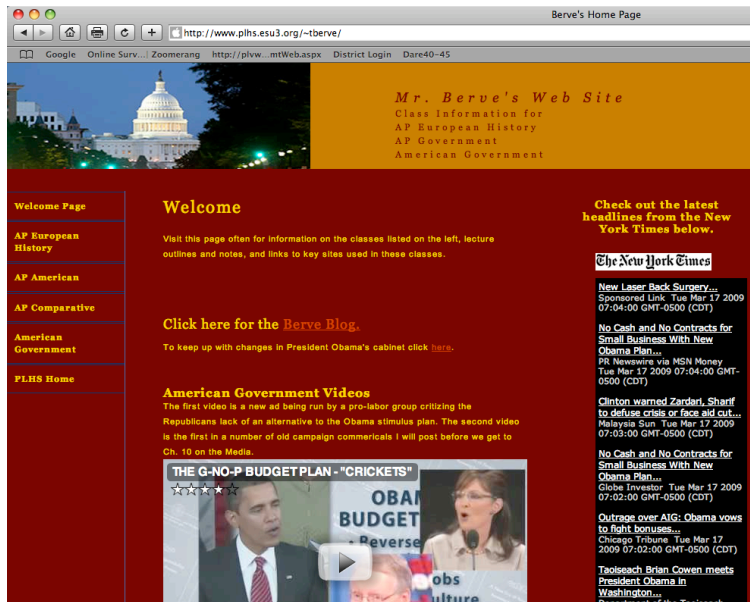 Berve's Home Page
http://www.plhs.esu3.org/~tberve/
Google Online Surv...| Zoomerang http://plvw...mtWeb.aspx District Login Dare40-45
Mr. Berve's Web Site
Class Information for
AP European History
AP Government
American Government
Welcome Page
AP European
History
AP American
AP Comparative
American
Government
PLHS Home
Welcome
Visit this page often for information on the classes listed on the left, lecture
outlines and notes, and links to key sites used in these classes.
Click here for the Berve Blog.
To keep up with changes in President Obama's cabinet click here.
American Government Videos
The first video is a new ad being run by a pro-labor group critizing the
Republicans lack of an alternative to the Obama stimulus plan. The second video
is the first in a number of old campaign commericals I will post before we get to
Ch. 10 on the Media.
THE G-NO-P BUDGET PLAN - "CRICKETS"
OBAM
BUDGET
• Reverse
obs
ulture
Check out the latest
headlines from the New
York Times below.
The New York Times
New Laser Back Surgery...
Sponsored Link Tue Mar 17 2009
07:04:00 GMT-0500 (CDT)
No Cash and No Contracts for
Small Business With New
Obama Plan...
PR Newswire via MSN Money
Tue Mar 17 2009 07:04:00 GMT-
0500 (CDT)
Clinton warned Zardari, Sharif
to defuse crisis or face aid cut...
Malaysia Sun Tue Mar 17 2009
07:03:00 GMT-0500 (CDT)
No Cash and No Contracts for
Small Business With New
Obama Plan...
Globe Investor Tue Mar 17 2009
07:02:00 GMT-0500 (CDT)
Outrage over AIG: Obama vows
to fight bonuses...
Chicago Tribune Tue Mar 17
2009 07:02:00 GMT-0500 (CDT)
Taoiseach Brian Cowen meets
President Obama in
Washington...
Department of the Taoiseach